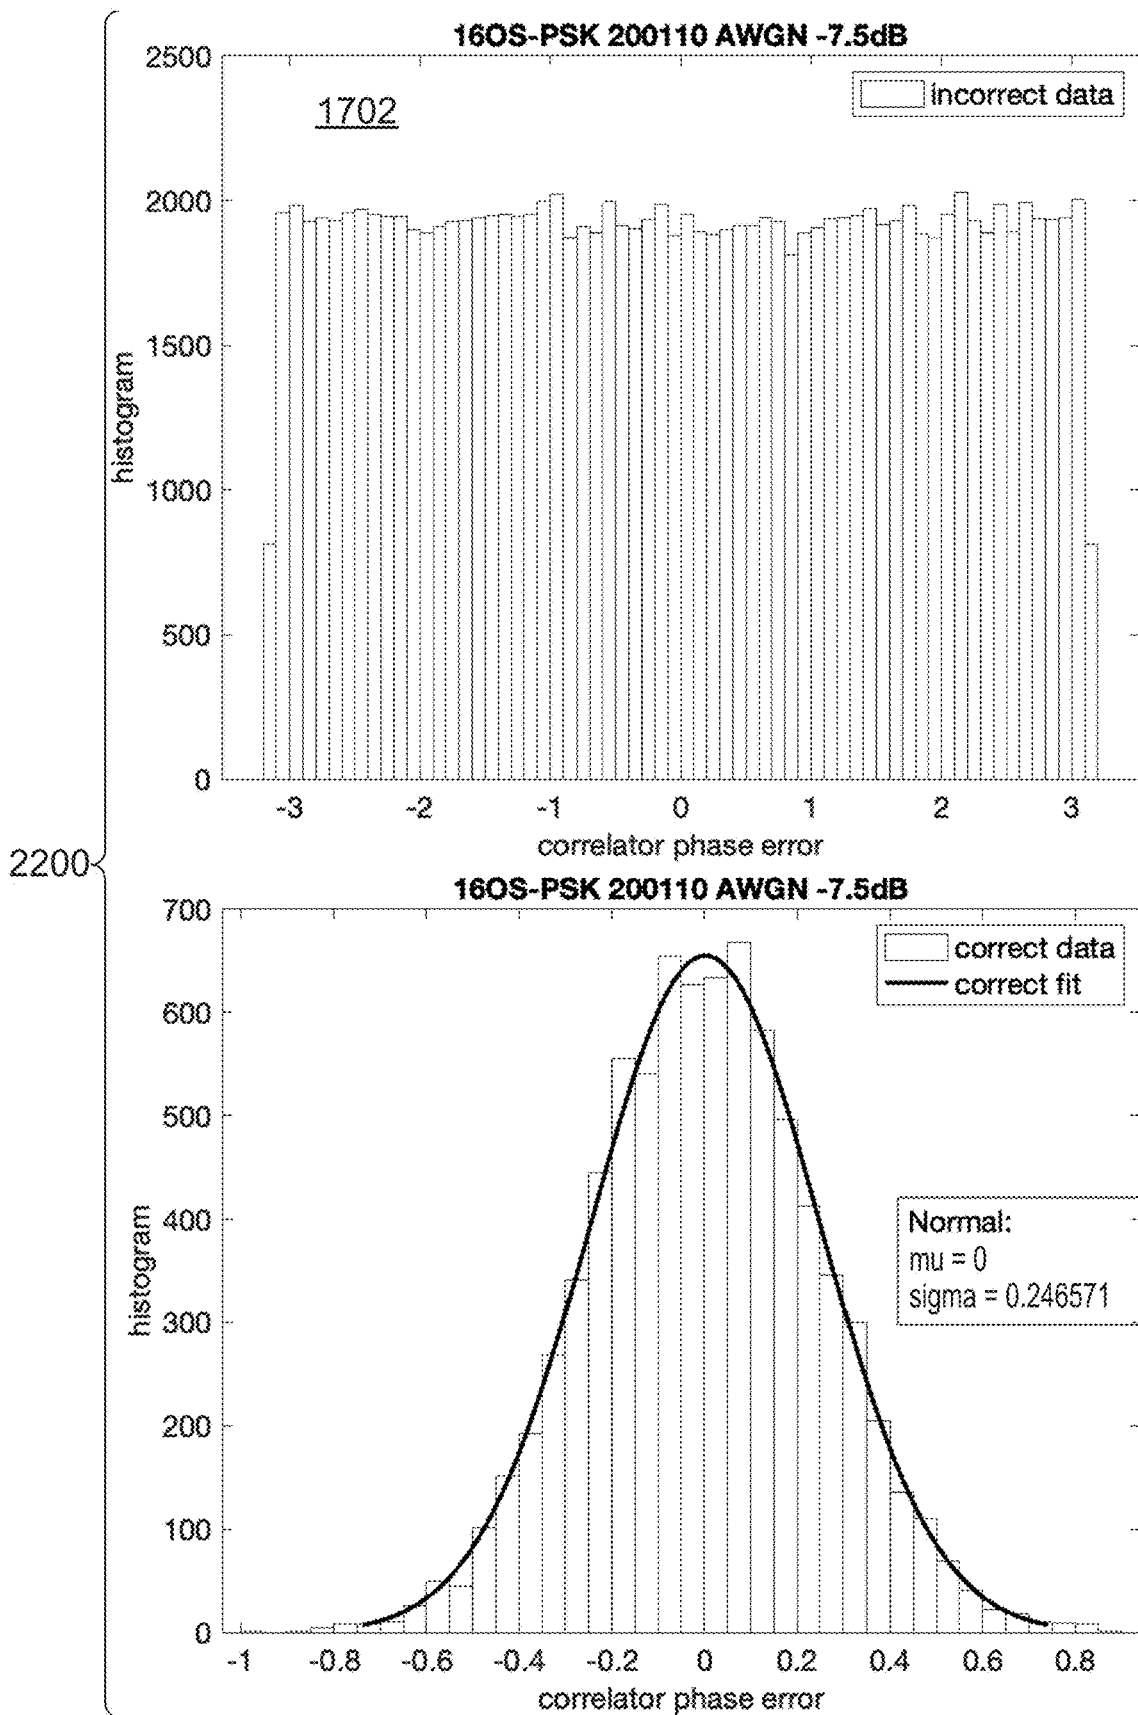 16OS-PSK 200110 AWGN -7.5dB
2500
2000
1500
1000
500
0
1702
incorrect data
histogram
-3
-2
-1
0
1
2
3
correlator phase error
2200
16OS-PSK 200110 AWGN -7.5dB
700
600
500
400
300
200
100
0
correct data
correct fit
Normal:
mu = 0
sigma = 0.246571
histogram
-1
-0.8
-0.6
-0.4
-0.2
0
0.2
0.4
0.6
0.8
correlator phase error